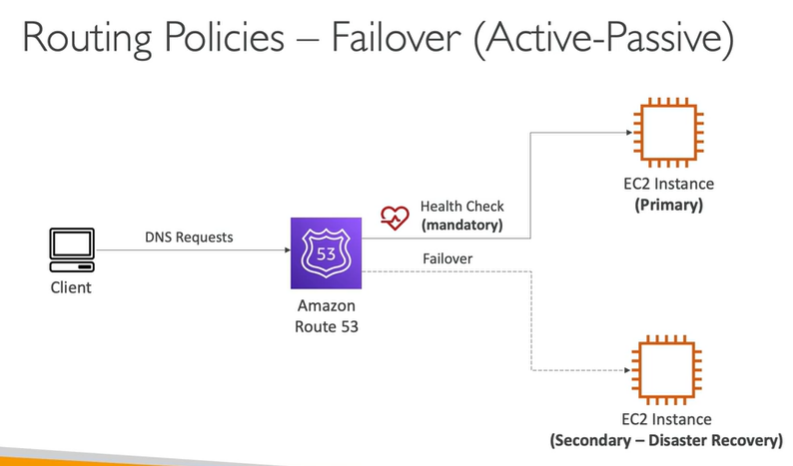 Routing Policies – Failover (Active-Passive)
EC2 Instance
(Primary)
Health Check
(mandatory)
DNS Requests
53
Failover
Client
Amazon
Route 53
EC2 Instance
(Secondary – Disaster Recovery)